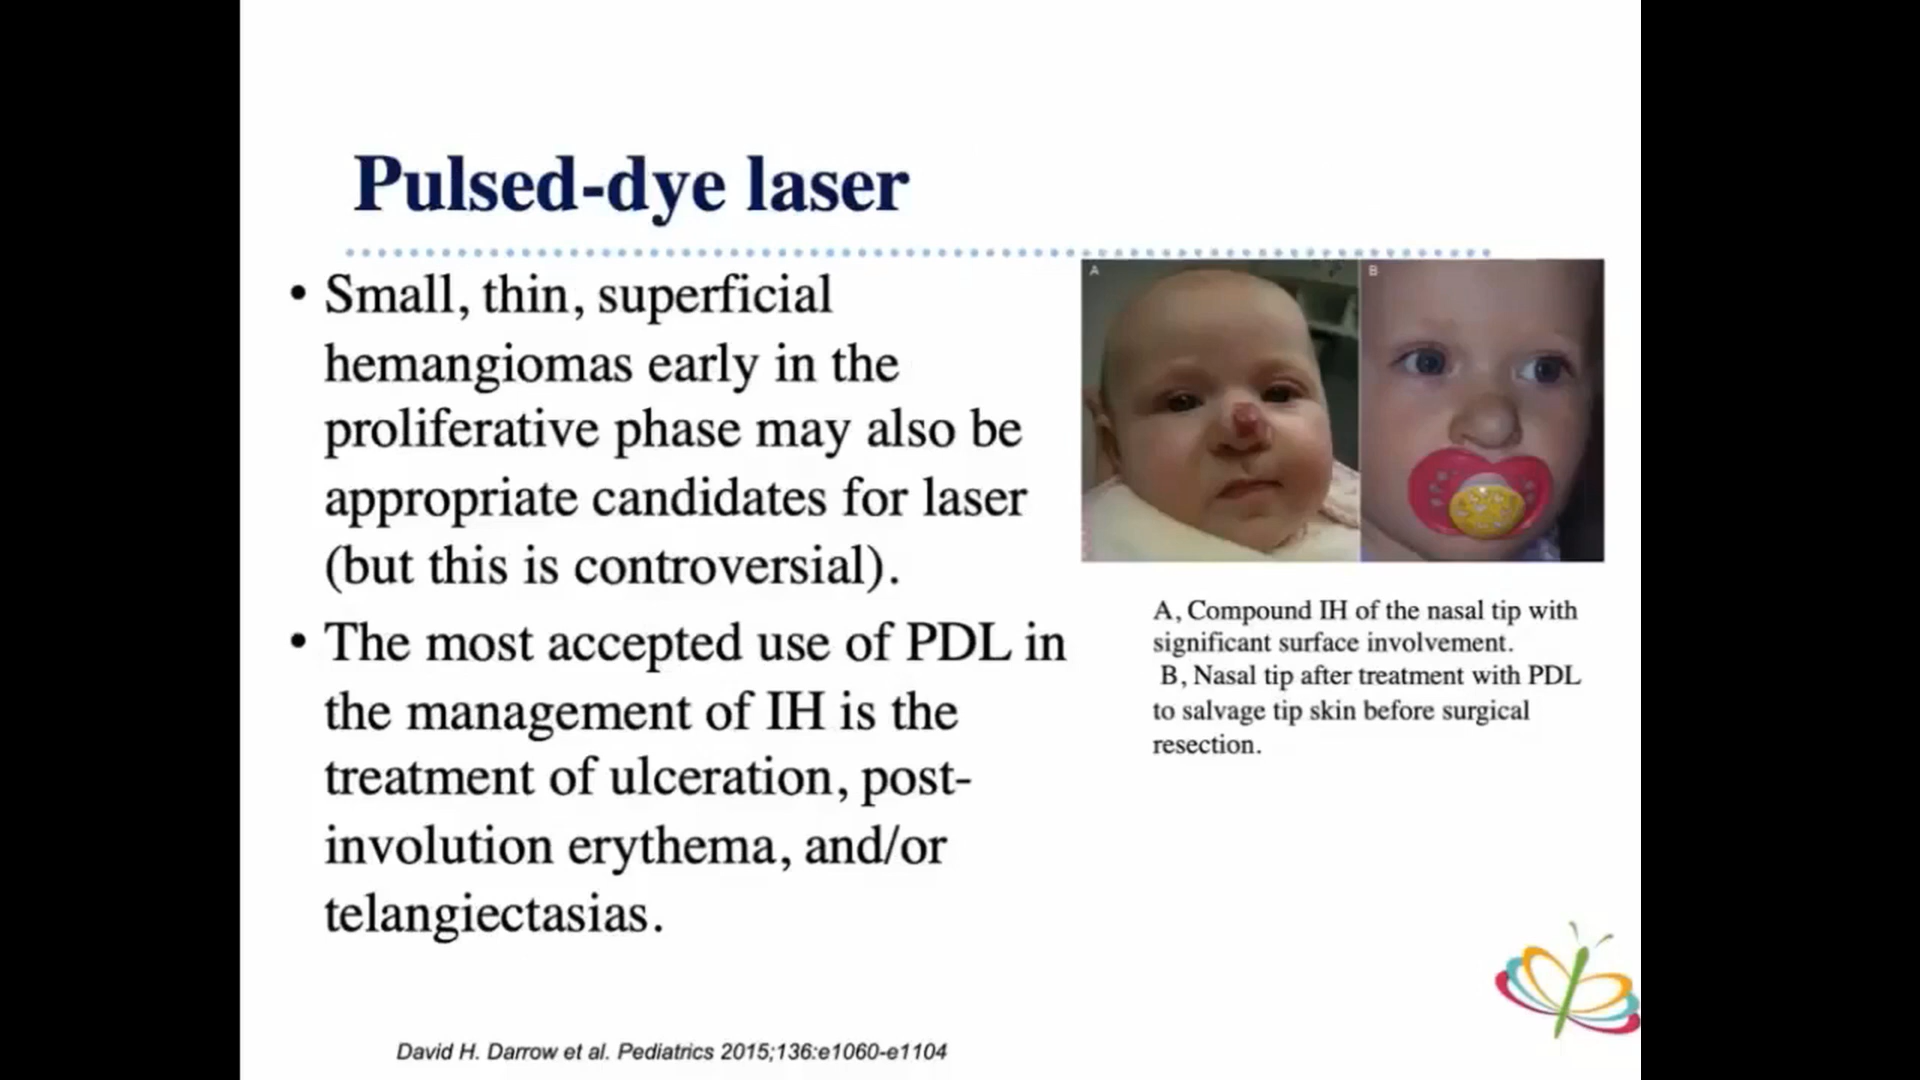 Pulsed-dye laser
• Small, thin, superficial
hemangiomas early in the
proliferative phase may also be
appropriate candidates for laser
(but this is controversial).
• The most accepted use of PDL in
the management of IH is the
treatment of ulceration, post-
involution erythema, and/or
telangiectasias.
A
B
A, Compound IH of the nasal tip with
significant surface involvement.
B, Nasal tip after treatment with PDL
to salvage tip skin before surgical
resection.
David H. Darrow et al. Pediatrics 2015;136:e1060-e1104